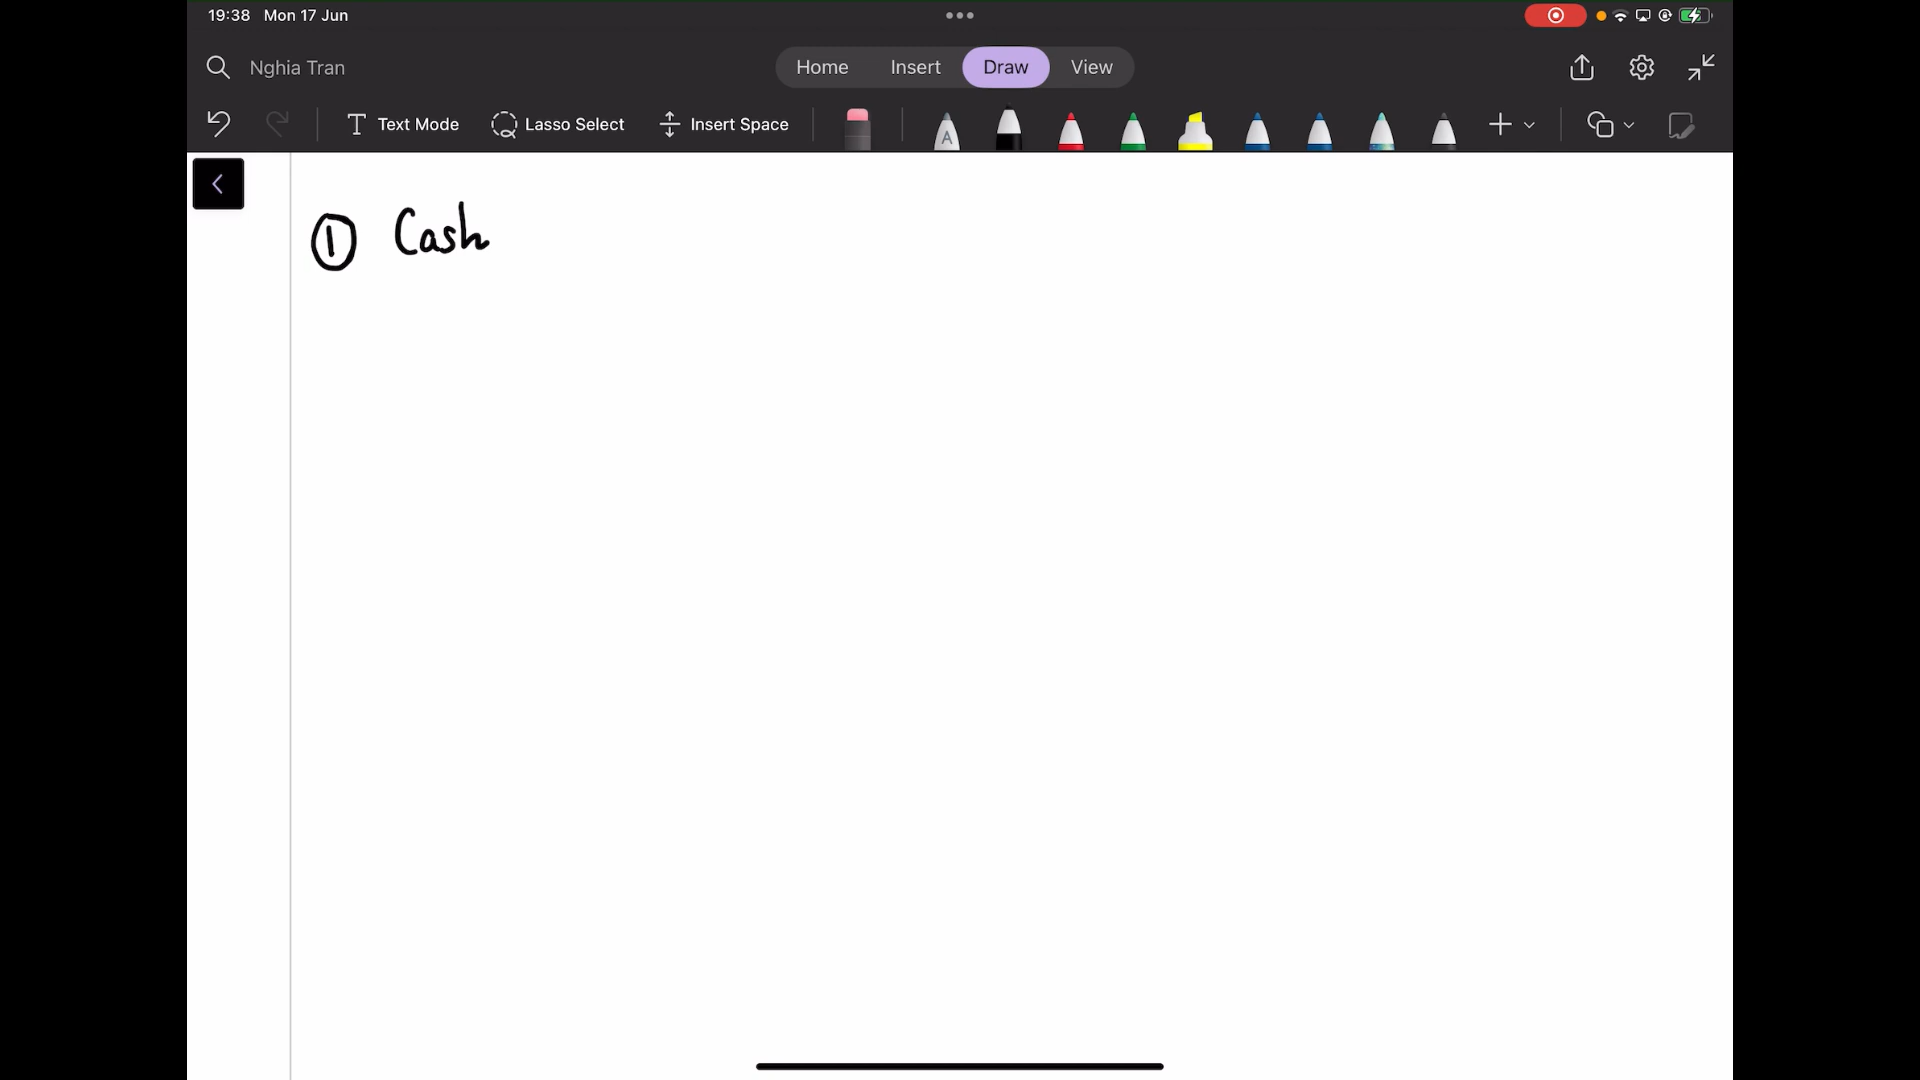 19:38 Mon 17 Jun
Nghia Tran
Home Insert Draw View
Text Mode Lasso Select Insert Space A
① Cash